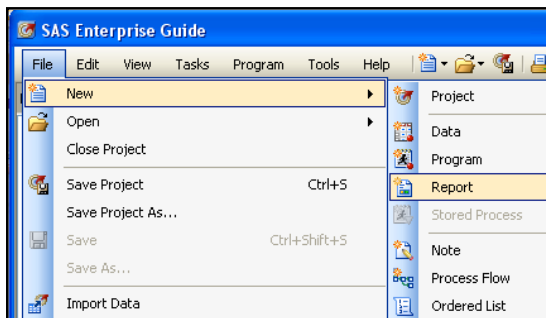 SAS Enterprise Guide
File Edit View Tasks Program Tools Help
New
Open
Close Project
Save Project Ctrl+S
Save Project As...
Save Ctrl+Shift+S
Save As...
Import Data
Project
Data
Program
Report
Stored Process
Note
Process Flow
Ordered List